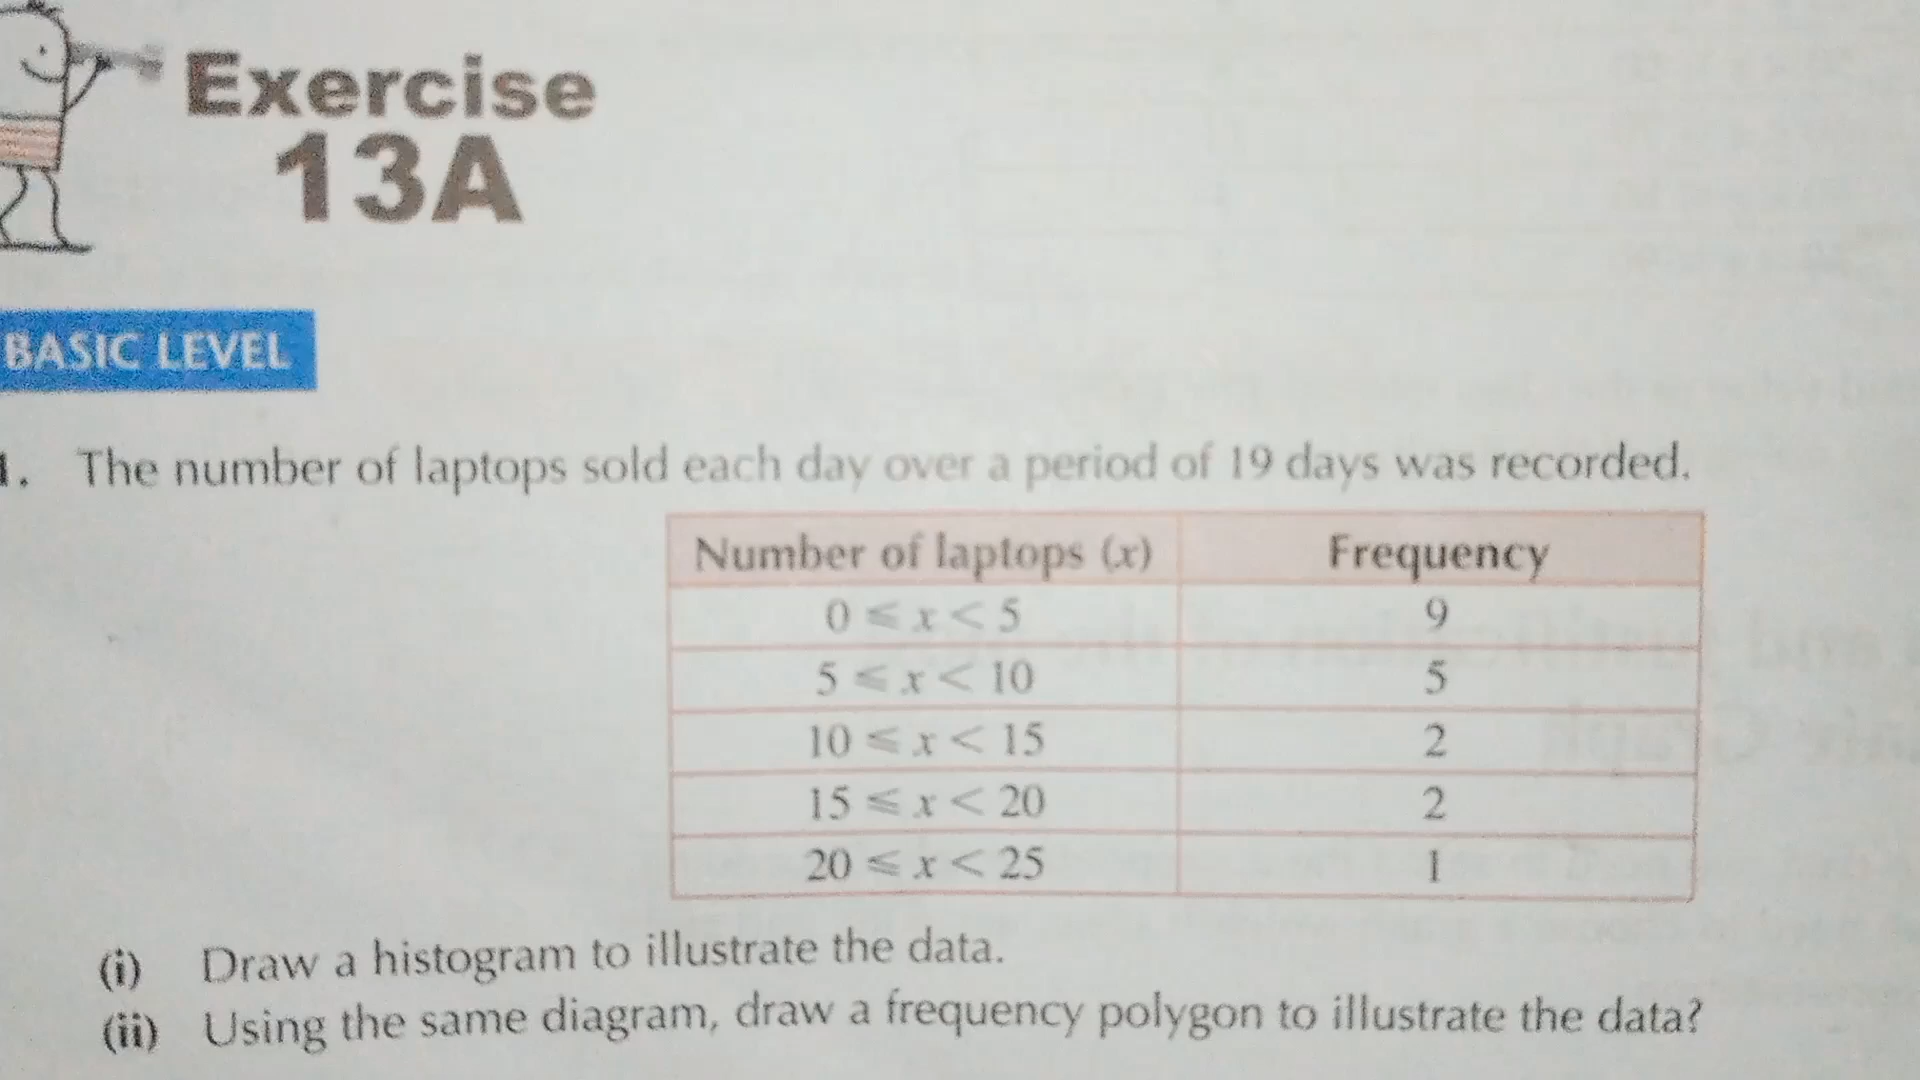 Exercise
13A
BASIC LEVEL
1. The number of laptops sold each day over a period of 19 days was recorded.
Number of laptops (x) Frequency
0 ⩽ x < 5 9
5 ⩽ x < 10 5
10 ⩽ x < 15 2
15 ⩽ x < 20 2
20 ⩽ x < 25 1
(i) Draw a histogram to illustrate the data.
(ii) Using the same diagram, draw a frequency polygon to illustrate the data?